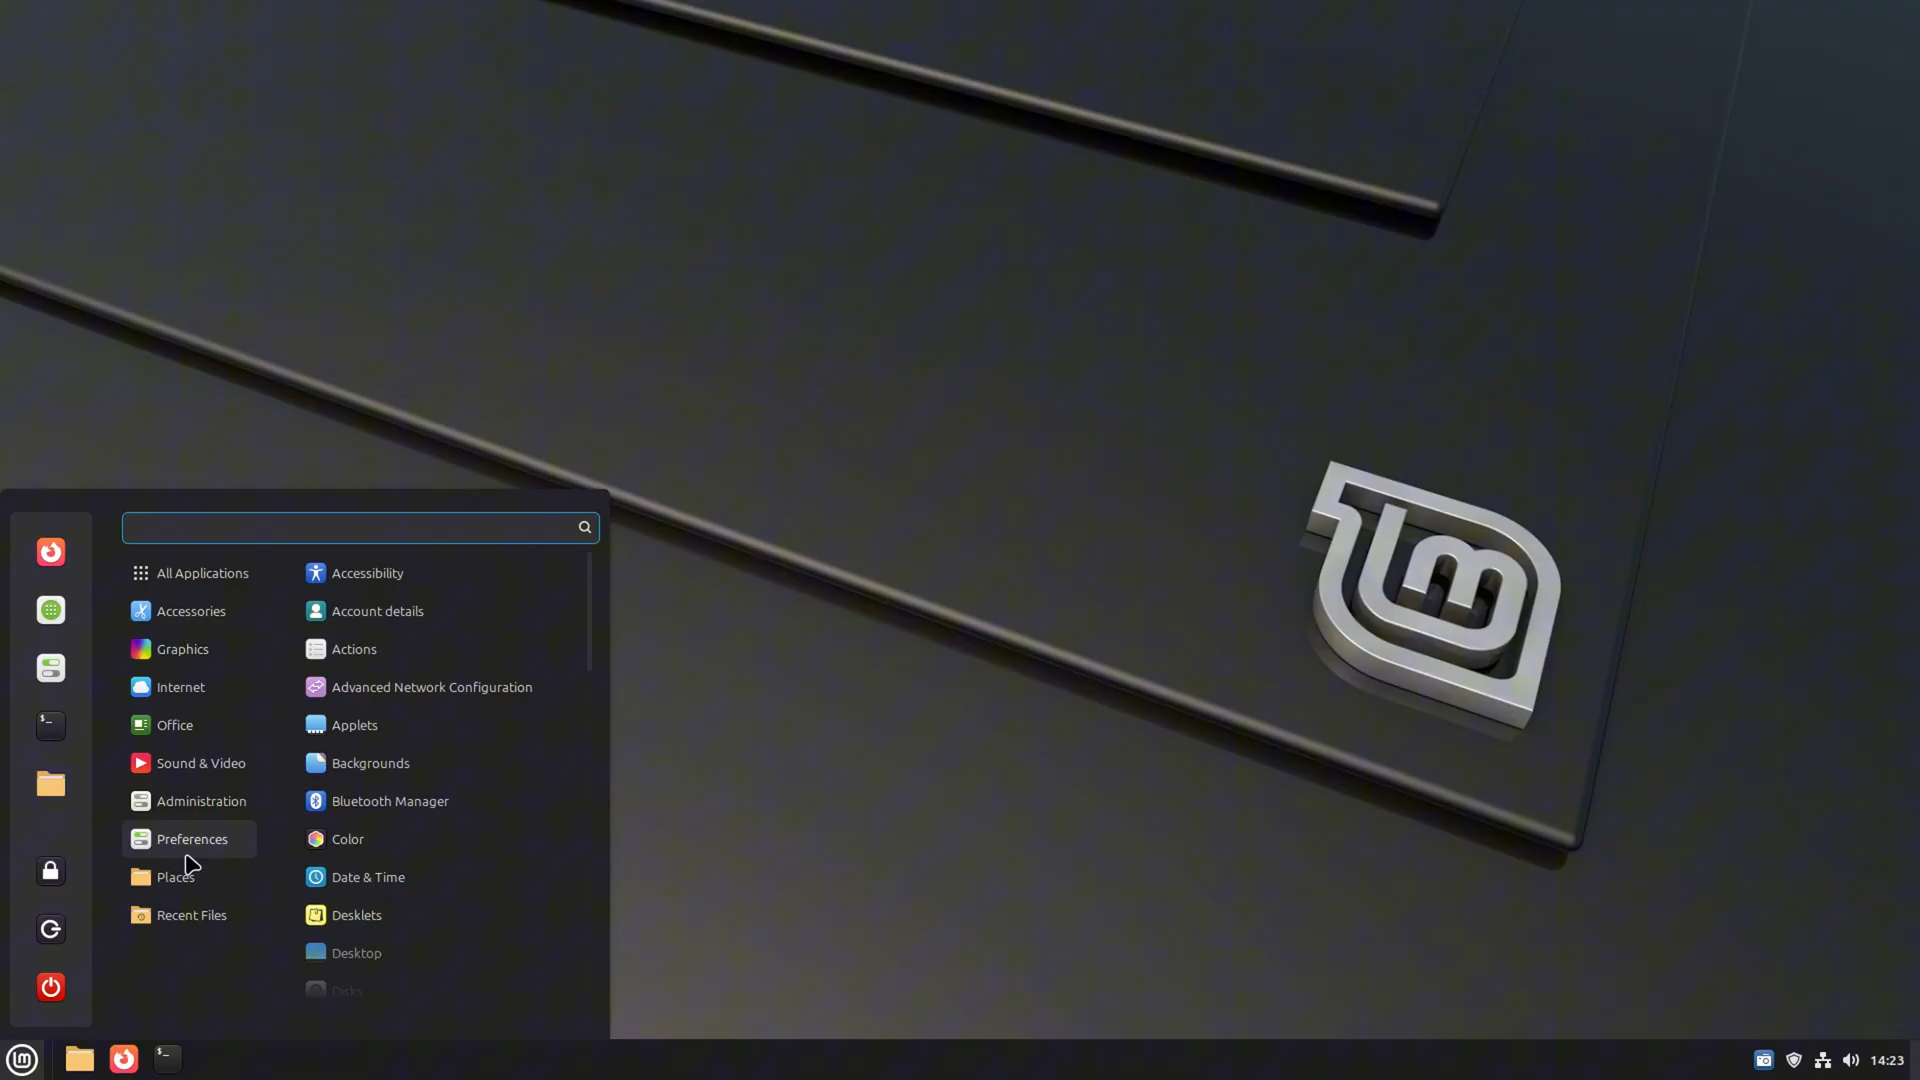 All Applications
Accessories
Graphics
Internet
Office
Sound & Video
Administration
Preferences
Places
Recent Files
Accessibility
Account details
Actions
Advanced Network Configuration
Applets
Backgrounds
Bluetooth Manager
Color
Date & Time
Desklets
Desktop
Disks
14:23